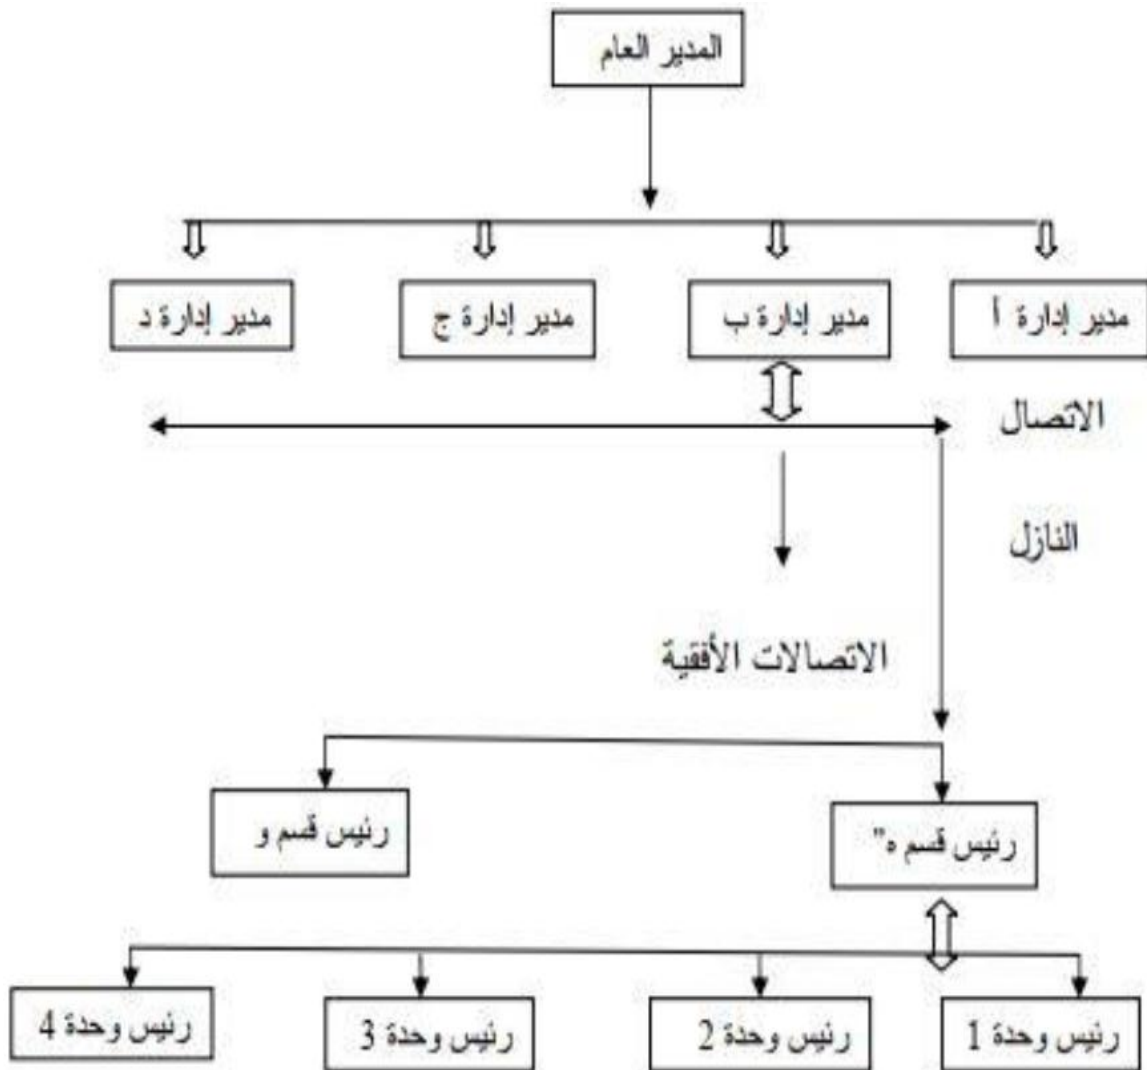 المدير العام
مدير إدارة أ
مدير إدارة ب
مدير إدارة ج
مدير إدارة د
الاتصال
النازل
الاتصالات الأفقية
رئيس قسم ه"
رئيس قسم و
رئيس وحدة 1
رئيس وحدة 2
رئيس وحدة 3
رئيس وحدة 4